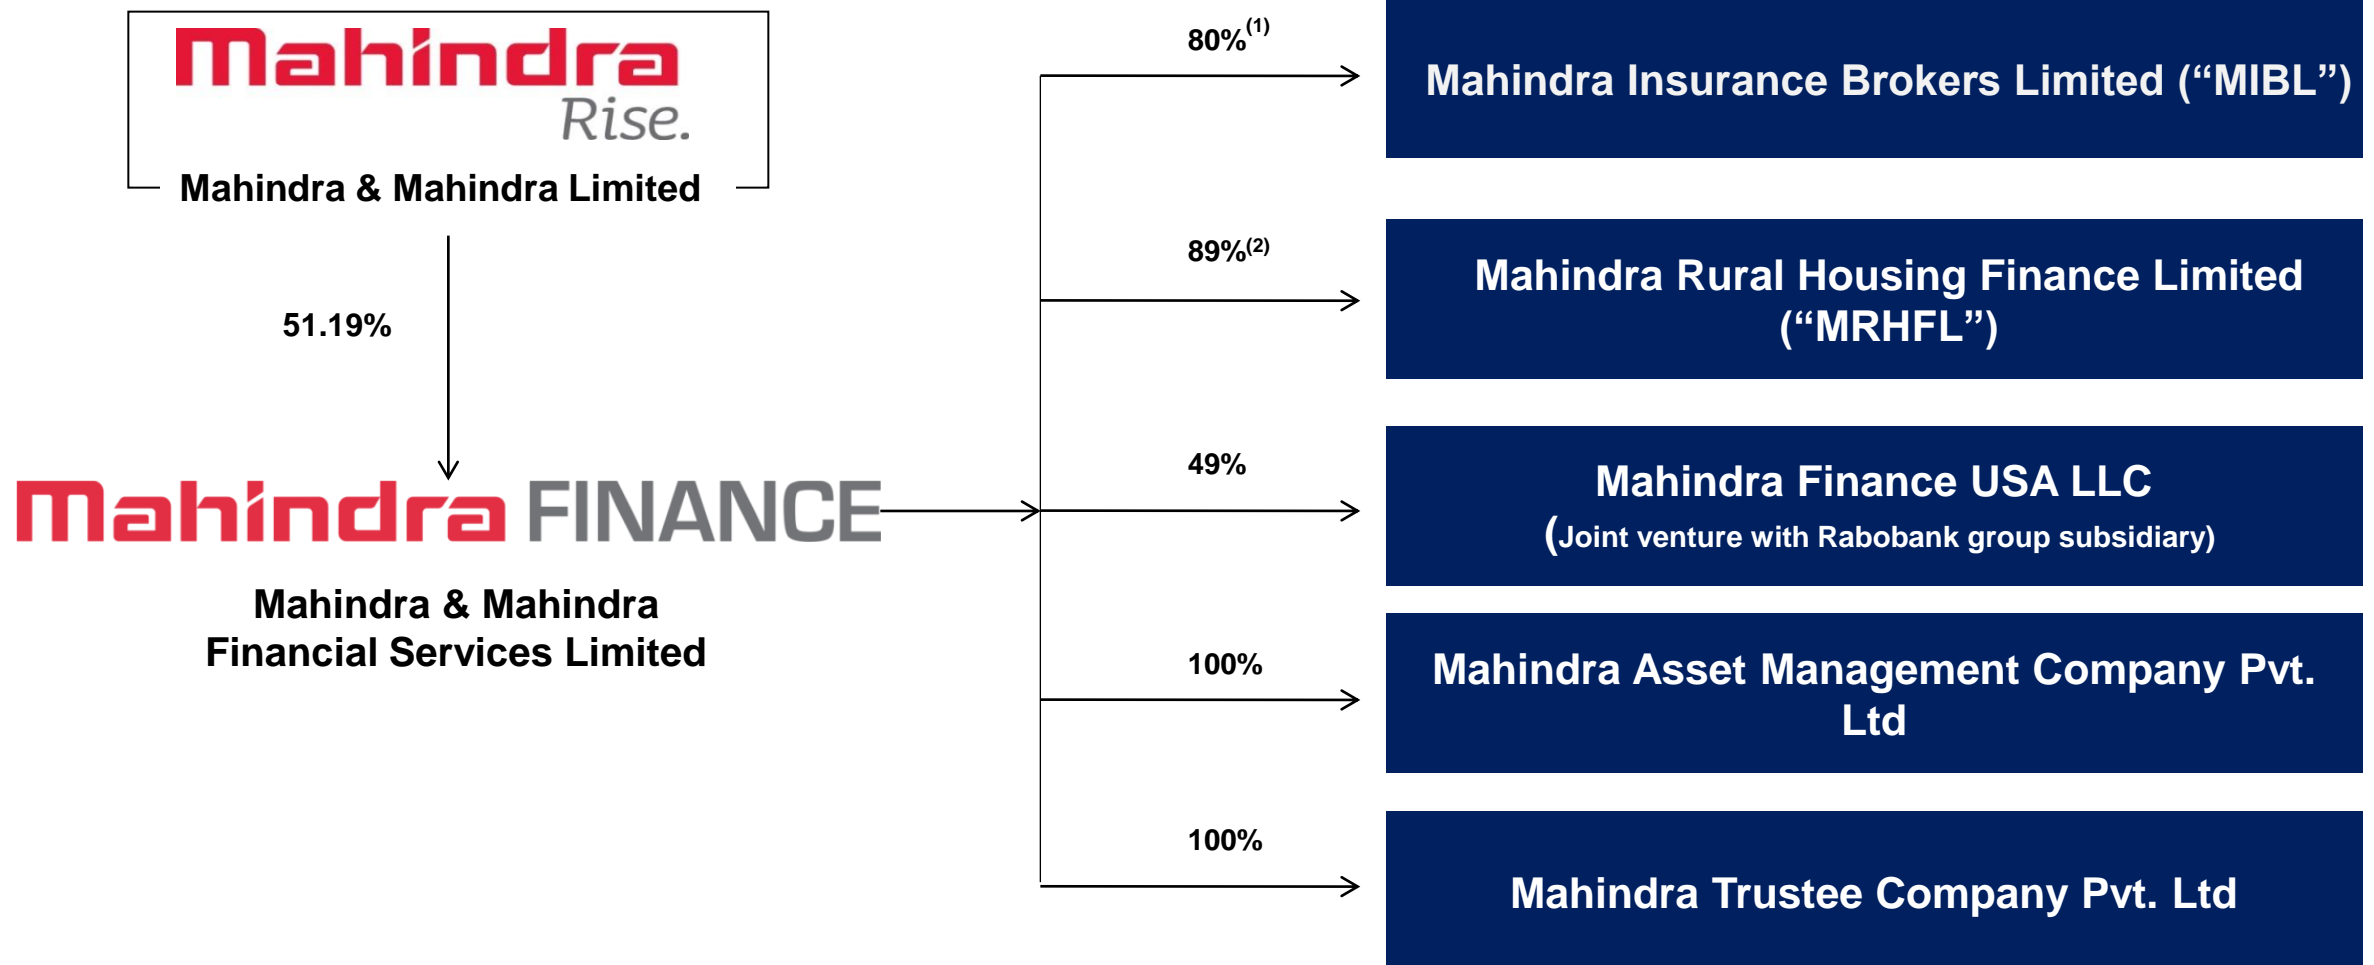 Mahindra
Rise.
Mahindra & Mahindra Limited
51.19%
Mahindra FINANCE
Mahindra & Mahindra
Financial Services Limited
80%(1)
Mahindra Insurance Brokers Limited (“MIBL”)
89%(2)
Mahindra Rural Housing Finance Limited
(“MRHFL”)
49%
Mahindra Finance USA LLC
(Joint venture with Rabobank group subsidiary)
100%
Mahindra Asset Management Company Pvt.
Ltd
100%
Mahindra Trustee Company Pvt. Ltd